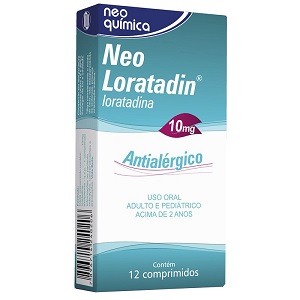 neo
química
Neo
Loratadin®
loratadina
10mg
Antialérgico
USO ORAL
ADULTO E PEDIÁTRICO
ACIMA DE 2 ANOS
Contém
12 comprimidos